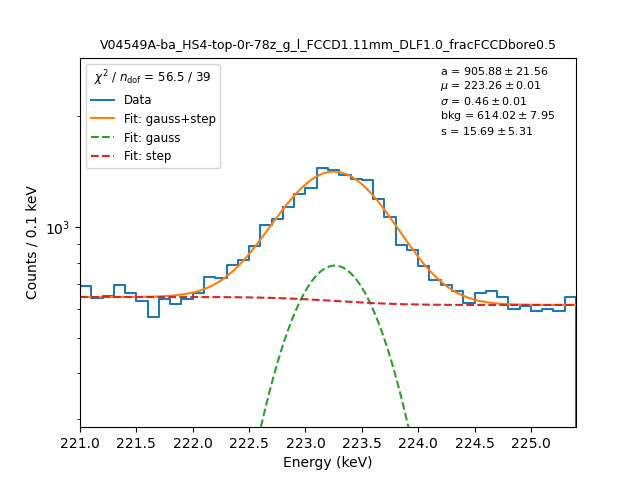 V04549A-ba_HS4-top-0r-78z_g_l_FCCD1.11mm_DLF1.0_fracFCCDbore0.5
χ² / n_dof = 56.5 / 39
Data
Fit: gauss+step
Fit: gauss
Fit: step
a = 905.88 ± 21.56
μ = 223.26 ± 0.01
σ = 0.46 ± 0.01
bkg = 614.02 ± 7.95
s = 15.69 ± 5.31
Counts / 0.1 keV
10³
221.0 221.5 222.0 222.5 223.0 223.5 224.0 224.5 225.0
Energy (keV)